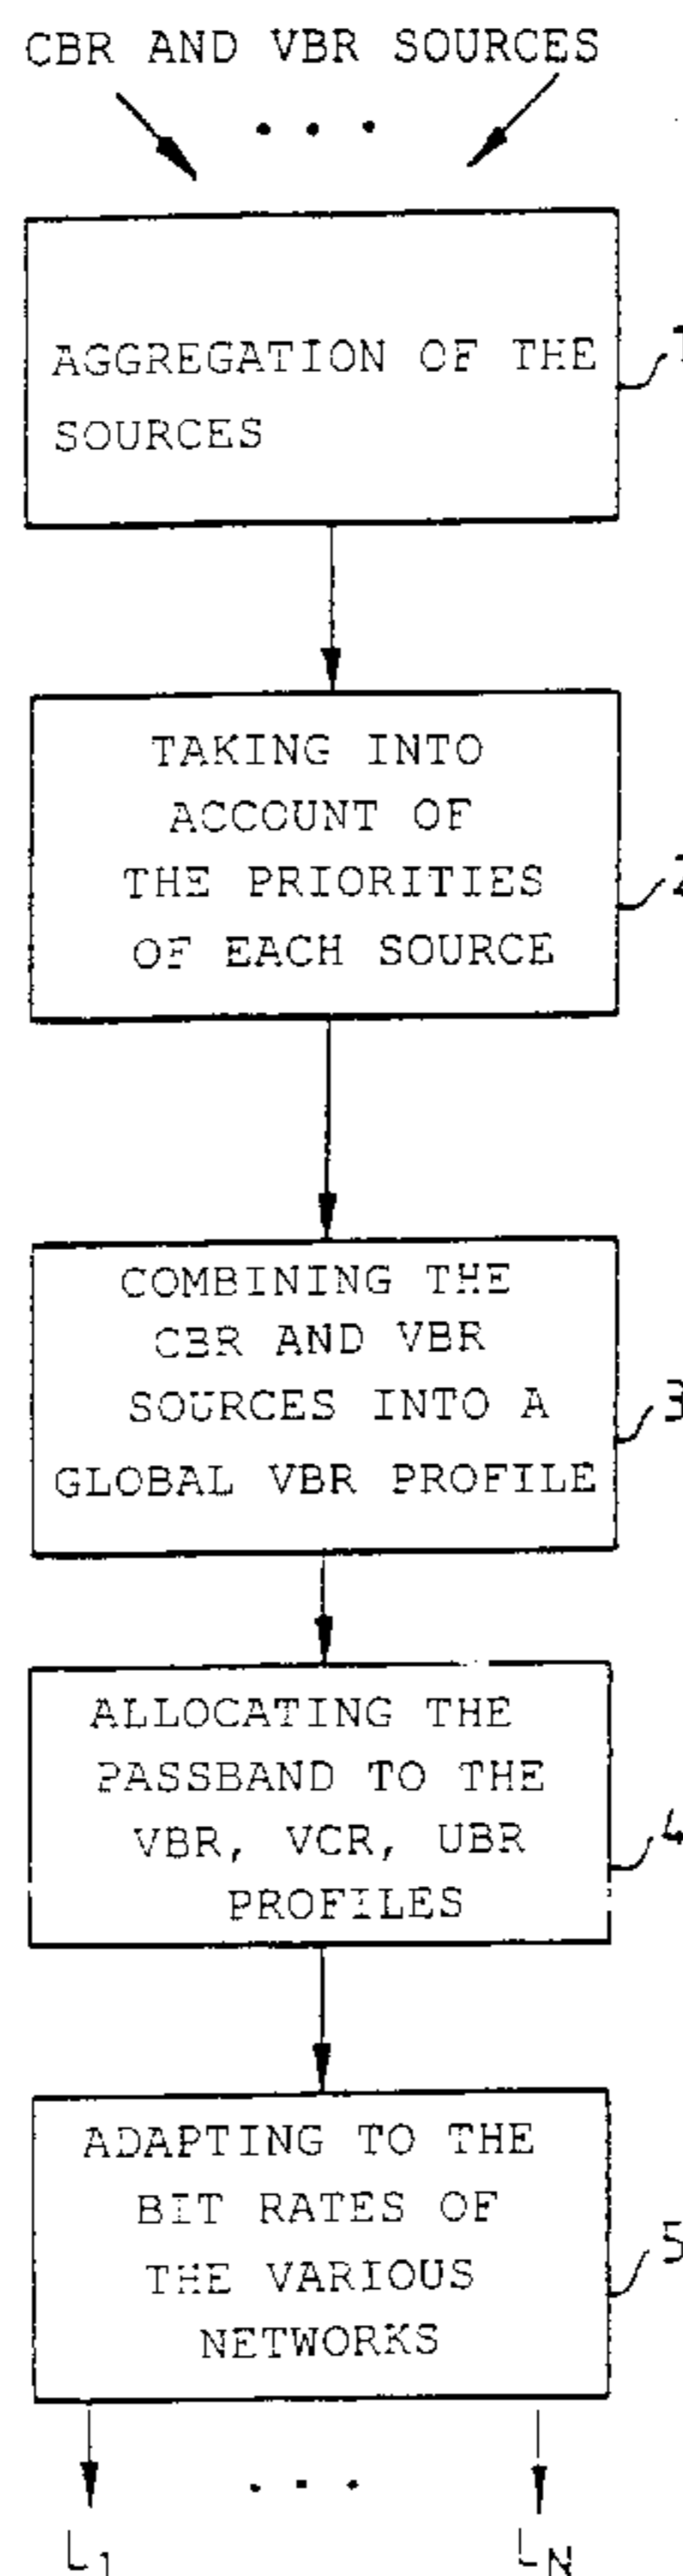 CBR AND VBR SOURCES
AGGREGATION OF THE
SOURCES
1
TAKING INTO
ACCOUNT OF
THE PRIORITIES
OF EACH SOURCE
2
COMBINING THE
CBR AND VBR
SOURCES INTO A
GLOBAL VBR PROFILE
3
ALLOCATING THE
PASSBAND TO THE
VBR, VCR, UBR
PROFILES
4
ADAPTING TO THE
BIT RATES OF
THE VARIOUS
NETWORKS
5
L1
LN